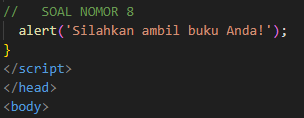 //   SOAL NOMOR 8
  alert('Silahkan ambil buku Anda!');
}
</script>
</head>
<body>